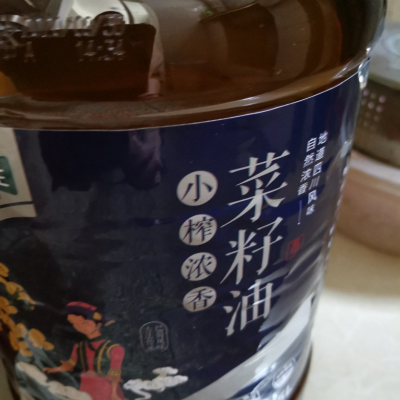 地道四川风味
自然浓香
菜籽油
小榨浓香